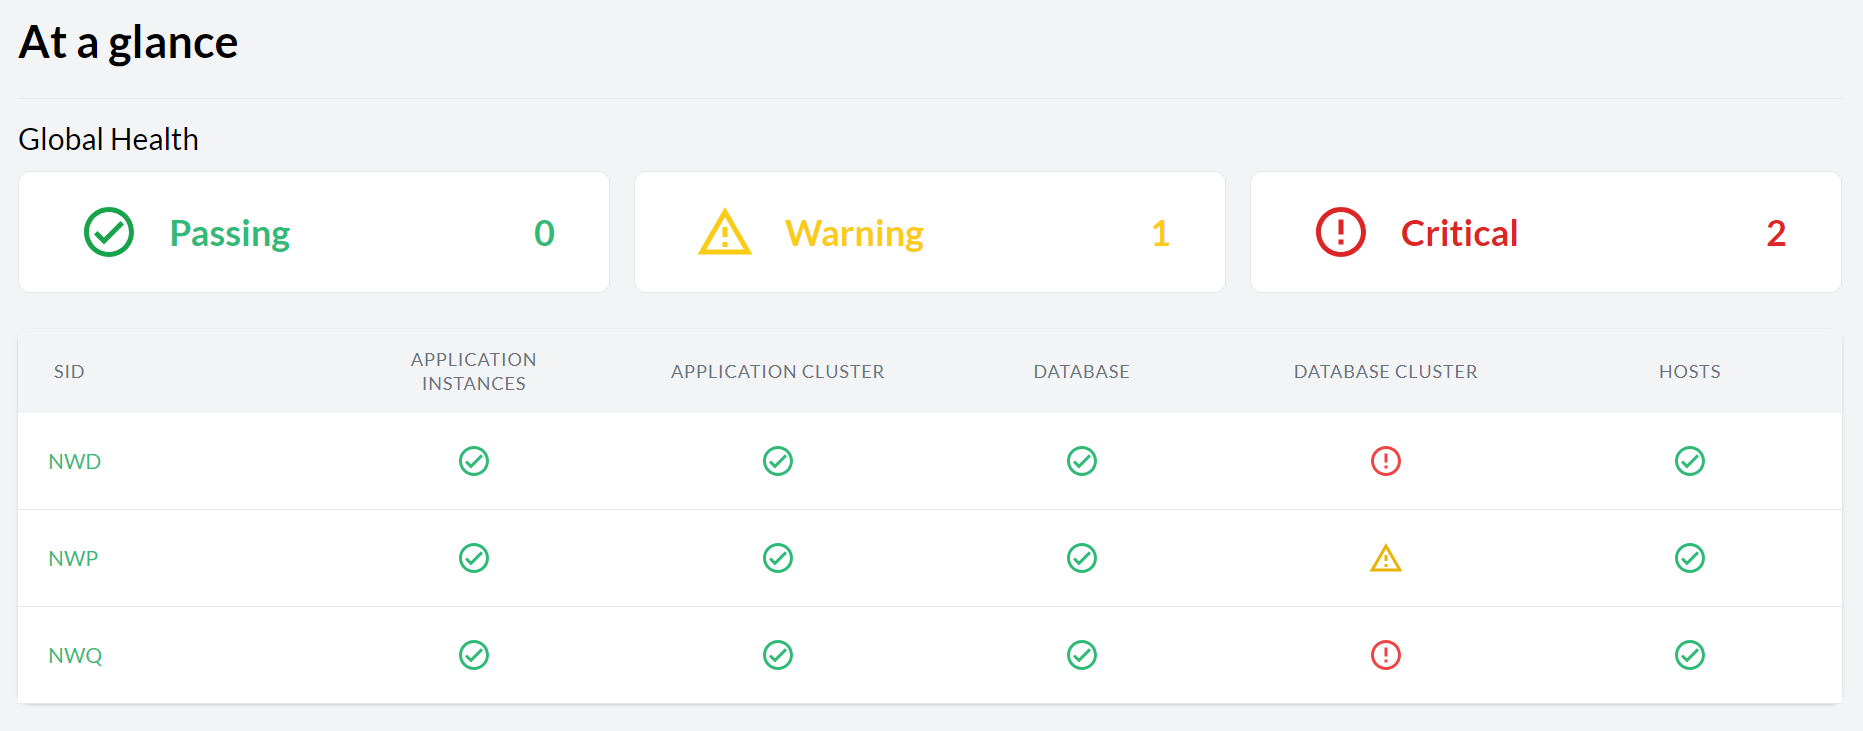 At a glance
Global Health
Passing 0
Warning 1
Critical 2
SID
APPLICATION
INSTANCES
APPLICATION CLUSTER
DATABASE
DATABASE CLUSTER
HOSTS
NWD
NWP
NWQ